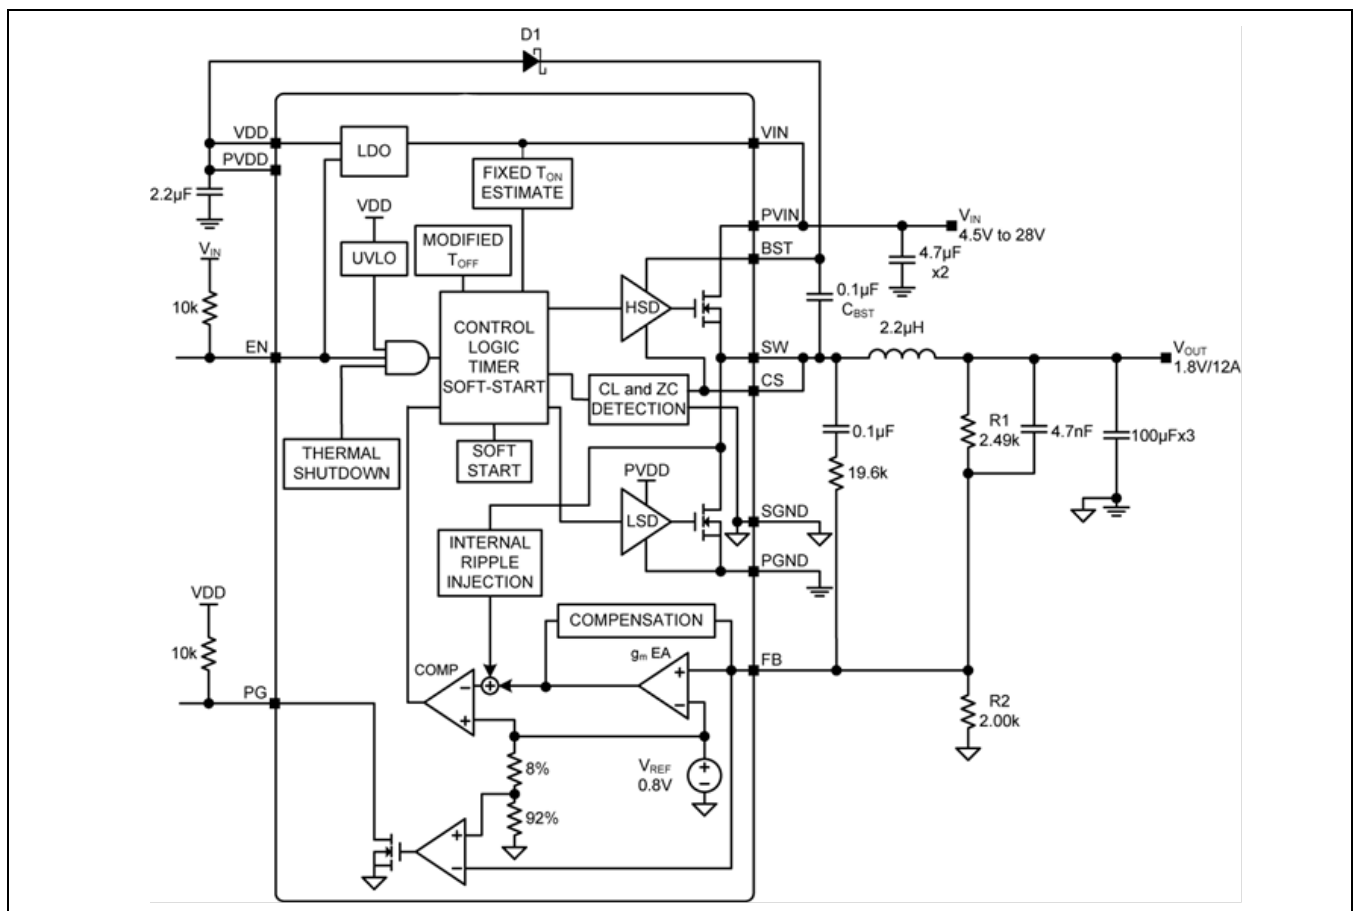 D1
VDD
VIN
LDO
PVDD
FIXED TON
ESTIMATE
2.2µF
VDD
PVIN
VIN
4.5V to 28V
VIN
MODIFIED
TOFF
BST
UVLO
4.7µF
x2
10k
HSD
0.1µF
CBST
CONTROL
LOGIC
TIMER
SOFT-START
2.2µH
EN
SW
VOUT
1.8V/12A
CS
CL and ZC
DETECTION
R1
2.49k
4.7nF
0.1µF
100µFx3
THERMAL
SHUTDOWN
SOFT
START
19.6k
PVDD
LSD
SGND
INTERNAL
RIPPLE
INJECTION
PGND
VDD
COMPENSATION
10k
gm EA
FB
COMP
+
−
+
−
PG
+
R2
2.00k
8%
VREF
0.8V
+
−
92%
+
−